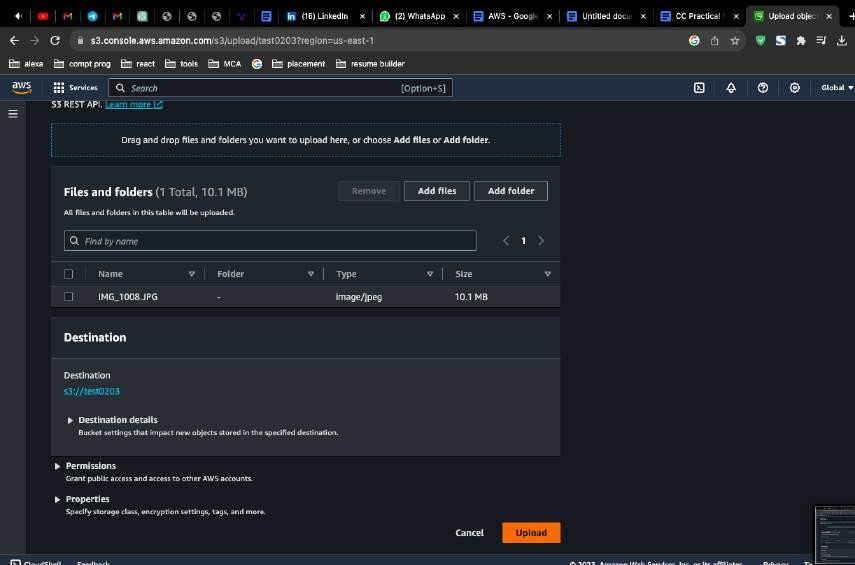 (16) LinkedIn
(2) WhatsApp
AWS - Google
Untitled docu
CC Practical
Upload objec
s3.console.aws.amazon.com/s3/upload/test0203?region=us-east-1
alexa compt prog react tools MCA placement resume builder
aws Services Search [Option+S] Global
S3 REST API. Learn more
Drag and drop files and folders you want to upload here, or choose Add files or Add folder.
Files and folders (1 Total, 10.1 MB)
Remove Add files Add folder
All files and folders in this table will be uploaded.
Find by name
1
Name Folder Type Size
IMG_1008.JPG - image/jpeg 10.1 MB
Destination
Destination
s3://test0203
Destination details
Bucket settings that impact new objects stored in the specified destination.
Permissions
Grant public access and access to other AWS accounts.
Properties
Specify storage class, encryption settings, tags, and more.
Cancel Upload
CloudShell Feedback © 2023, Amazon Web Services, Inc. or its affiliates. Privacy